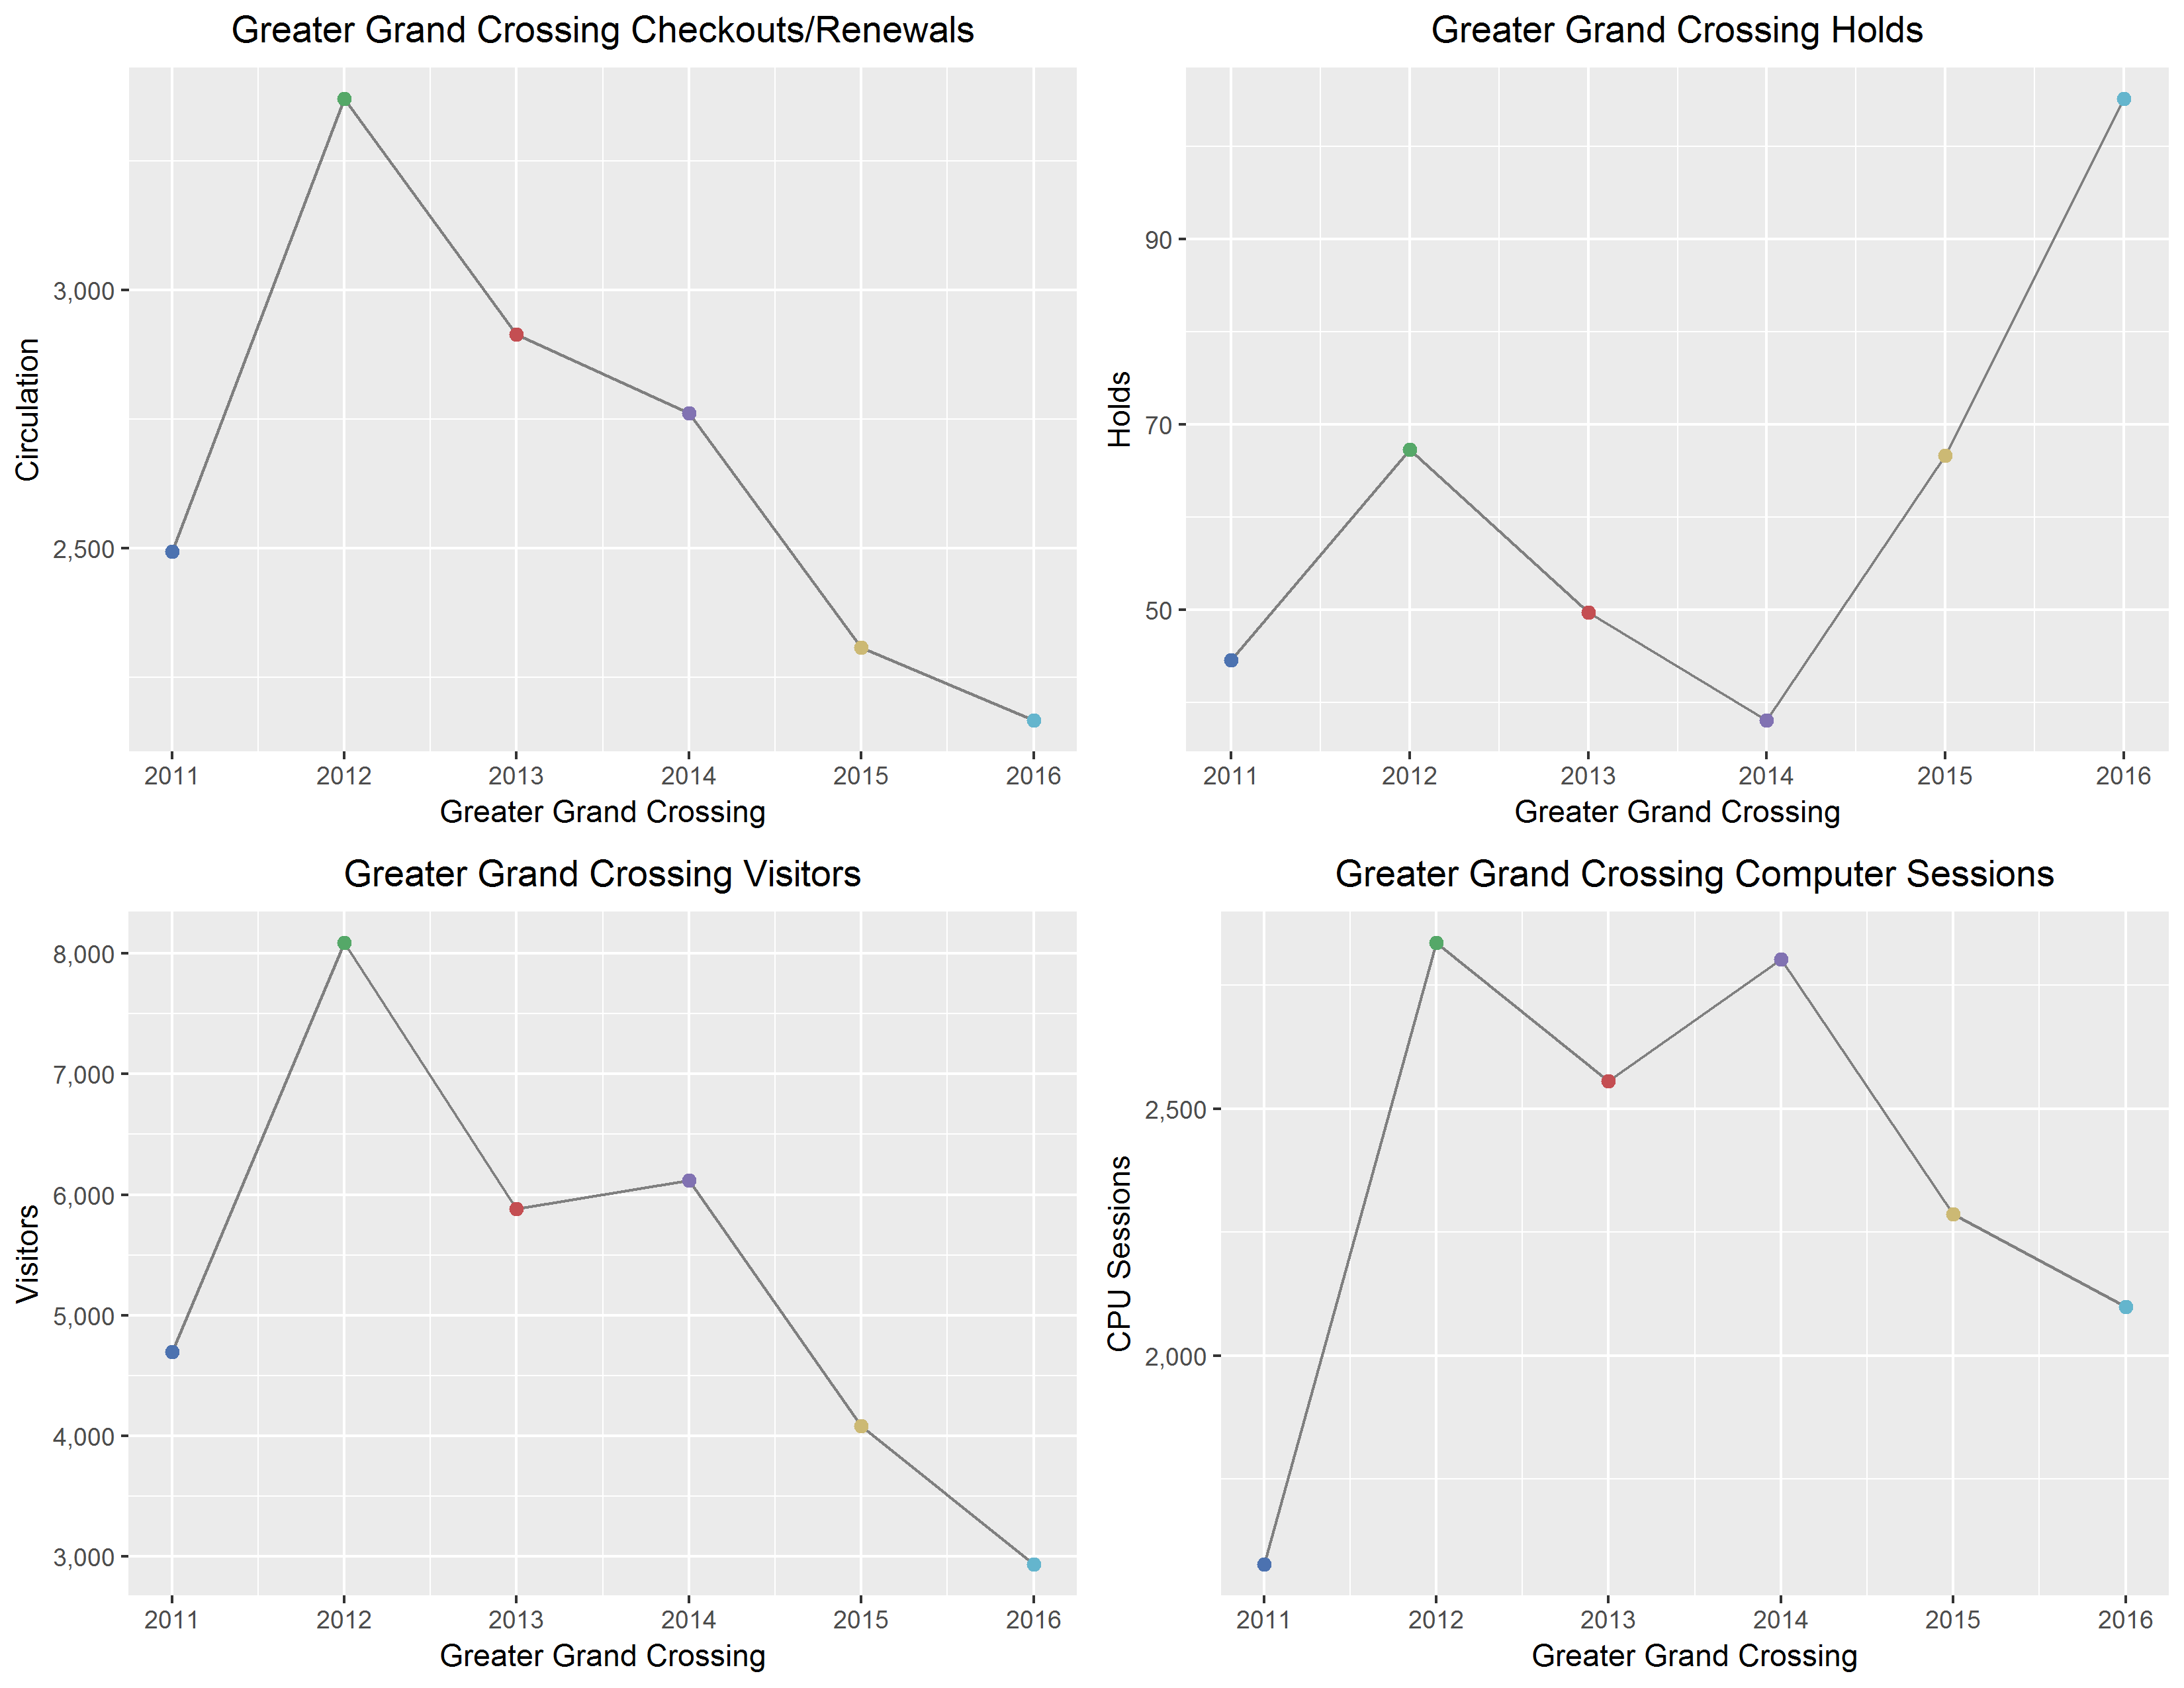 Greater Grand Crossing Checkouts/Renewals
Circulation
3,000
2,500
2011 2012 2013 2014 2015 2016
Greater Grand Crossing
Greater Grand Crossing Holds
Holds
90
70
50
2011 2012 2013 2014 2015 2016
Greater Grand Crossing
Greater Grand Crossing Visitors
Visitors
8,000
7,000
6,000
5,000
4,000
3,000
2011 2012 2013 2014 2015 2016
Greater Grand Crossing
Greater Grand Crossing Computer Sessions
CPU Sessions
2,500
2,000
2011 2012 2013 2014 2015 2016
Greater Grand Crossing